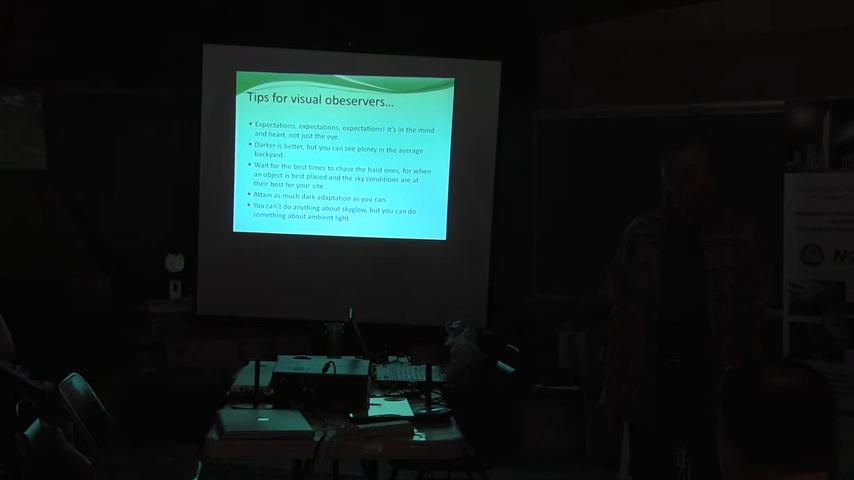 Tips for visual obeservers...
• Expectations, expectations, expectations! It's in the mind
and heart, not just the eye.
• Darker is better, but you can see plenty in the average
backyard.
• Wait for the best times to chase the hard ones, for when
an object is best placed and the sky conditions are at
their best for your site
• Attain as much dark adaptation as you can.
• You can't do anything about skyglow, but you can do
something about ambient light.